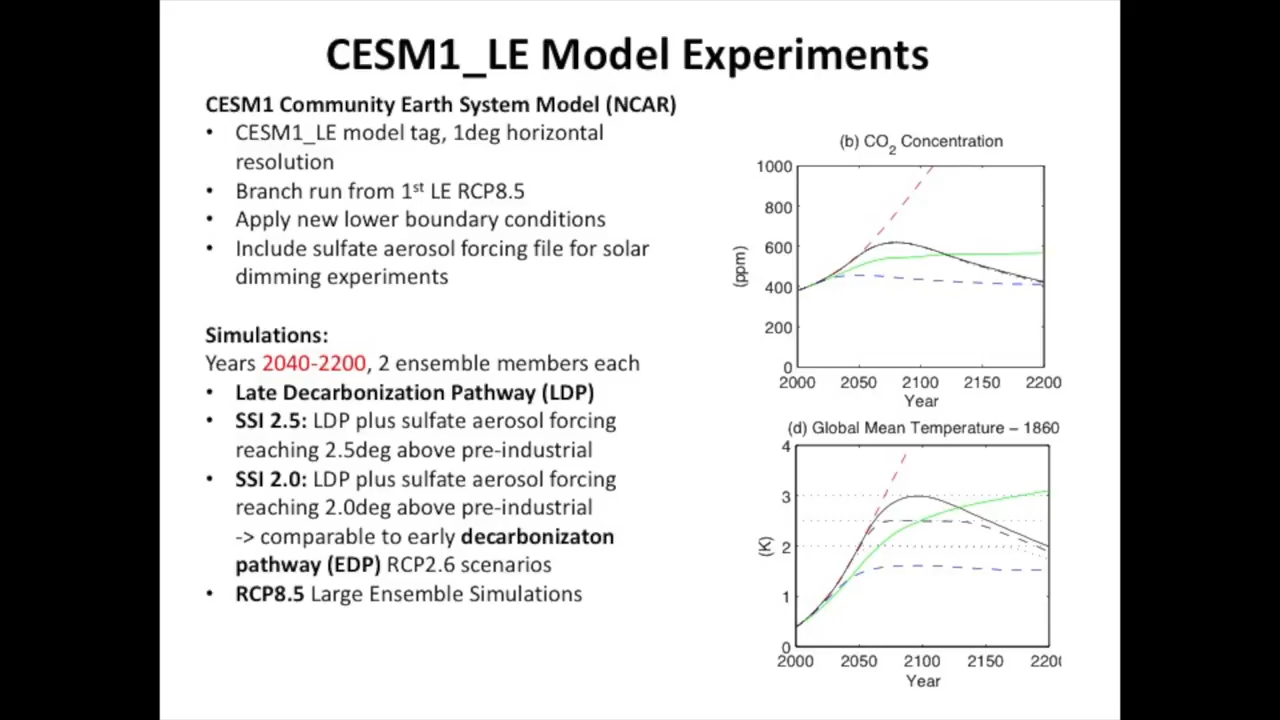 CESM1_LE Model Experiments
CESM1 Community Earth System Model (NCAR)
• CESM1_LE model tag, 1deg horizontal
resolution
• Branch run from 1st LE RCP8.5
• Apply new lower boundary conditions
• Include sulfate aerosol forcing file for solar
dimming experiments
Simulations:
Years 2040-2200, 2 ensemble members each
• Late Decarbonization Pathway (LDP)
• SSI 2.5: LDP plus sulfate aerosol forcing
reaching 2.5deg above pre-industrial
• SSI 2.0: LDP plus sulfate aerosol forcing
reaching 2.0deg above pre-industrial
-> comparable to early decarbonizaton
pathway (EDP) RCP2.6 scenarios
• RCP8.5 Large Ensemble Simulations
(b) CO2 Concentration
1000
800
600
400
200
0
(ppm)
2000 2050 2100 2150 2200
Year
(d) Global Mean Temperature – 1860
4
3
2
1
0
(K)
2000 2050 2100 2150 220
Year